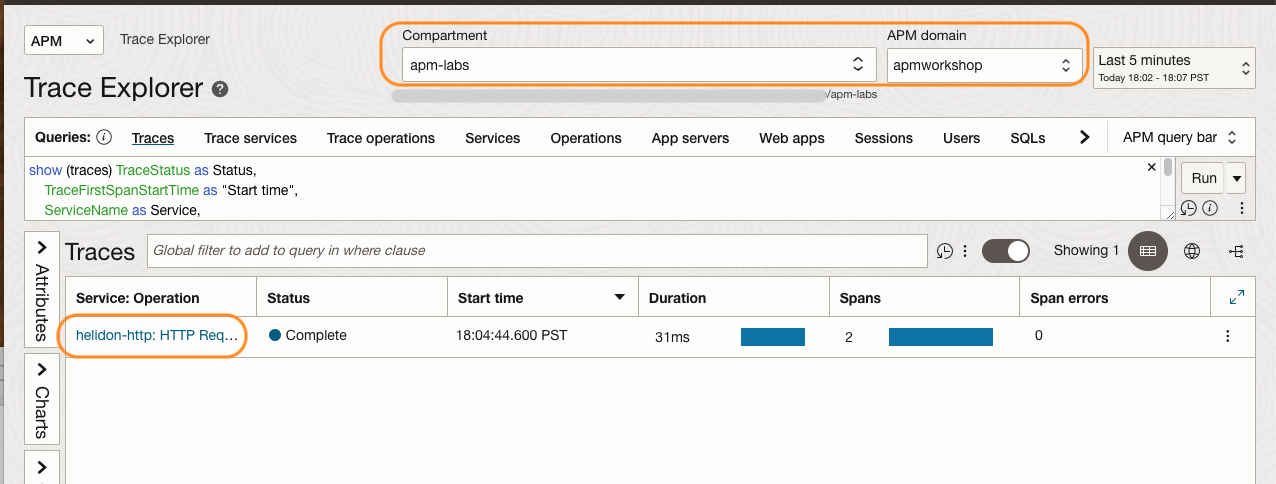 APM
Trace Explorer
Compartment
apm-labs
/apm-labs
APM domain
apmworkshop
Last 5 minutes
Today 18:02 - 18:07 PST
Trace Explorer ?
Queries: i Traces Trace services Trace operations Services Operations App servers Web apps Sessions Users SQLs APM query bar
show (traces) TraceStatus as Status,
TraceFirstSpanStartTime as "Start time",
ServiceName as Service,
Run
Attributes
Charts
Traces Global filter to add to query in where clause Showing 1
Service: Operation Status Start time Duration Spans Span errors
helidon-http: HTTP Req... Complete 18:04:44.600 PST 31ms 2 0